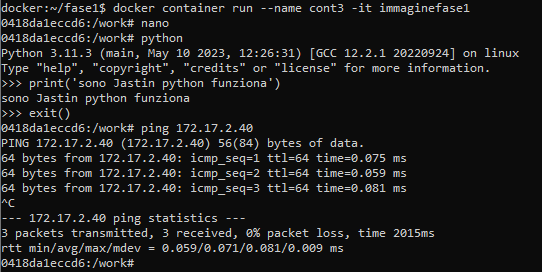 docker:~/fase1$ docker container run --name cont3 -it immaginefase1
0418da1eccd6:/work# nano
0418da1eccd6:/work# python
Python 3.11.3 (main, May 10 2023, 12:26:31) [GCC 12.2.1 20220924] on linux
Type "help", "copyright", "credits" or "license" for more information.
>>> print('sono Jastin python funziona')
sono Jastin python funziona
>>> exit()
0418da1eccd6:/work# ping 172.17.2.40
PING 172.17.2.40 (172.17.2.40) 56(84) bytes of data.
64 bytes from 172.17.2.40: icmp_seq=1 ttl=64 time=0.075 ms
64 bytes from 172.17.2.40: icmp_seq=2 ttl=64 time=0.059 ms
64 bytes from 172.17.2.40: icmp_seq=3 ttl=64 time=0.081 ms
^C
--- 172.17.2.40 ping statistics ---
3 packets transmitted, 3 received, 0% packet loss, time 2015ms
rtt min/avg/max/mdev = 0.059/0.071/0.081/0.009 ms
0418da1eccd6:/work#